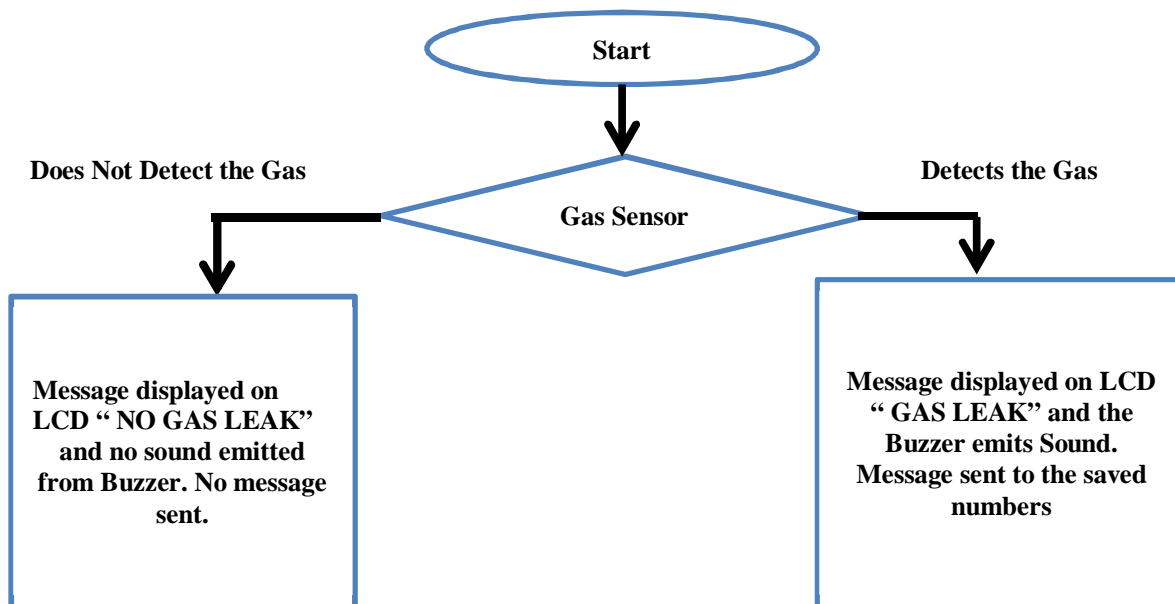 Start
Does Not Detect the Gas
Detects the Gas
Gas Sensor
Message displayed on
LCD “ NO GAS LEAK”
and no sound emitted
from Buzzer. No message
sent.
Message displayed on LCD
“ GAS LEAK” and the
Buzzer emits Sound.
Message sent to the saved
numbers